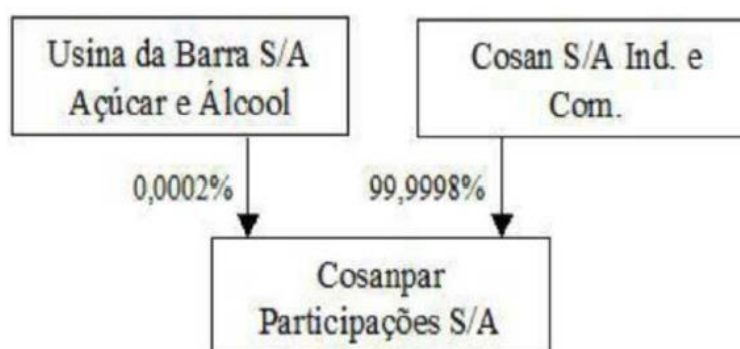 Usina da Barra S/A
Açúcar e Álcool
Cosan S/A Ind. e
Com.
0,0002%
99,9998%
Cosanpar
Participações S/A